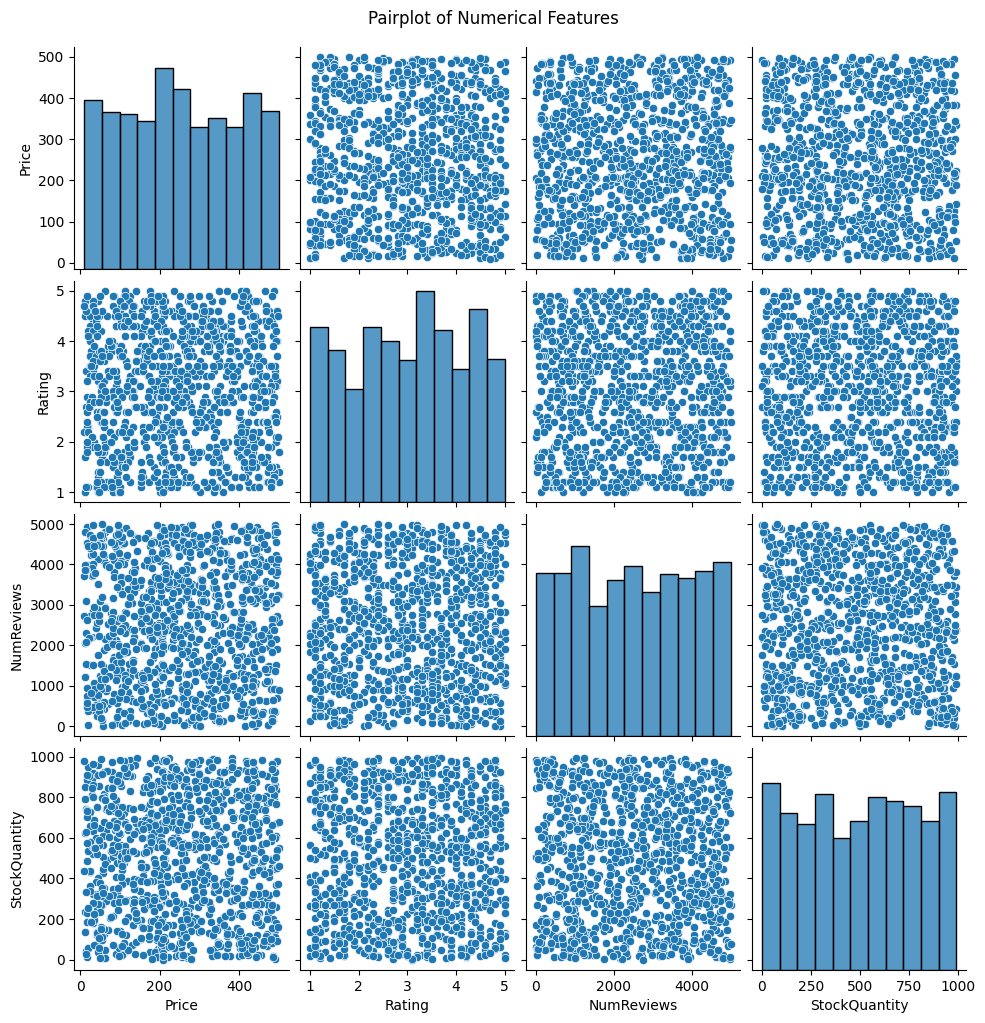 Pairplot of Numerical Features
500
400
300
200
100
0
Price
5
4
3
2
1
Rating
5000
4000
3000
2000
1000
0
NumReviews
1000
800
600
400
200
0
StockQuantity
0 200 400
1 2 3 4 5
0 2000 4000
0 250 500 750 1000
Price
Rating
NumReviews
StockQuantity